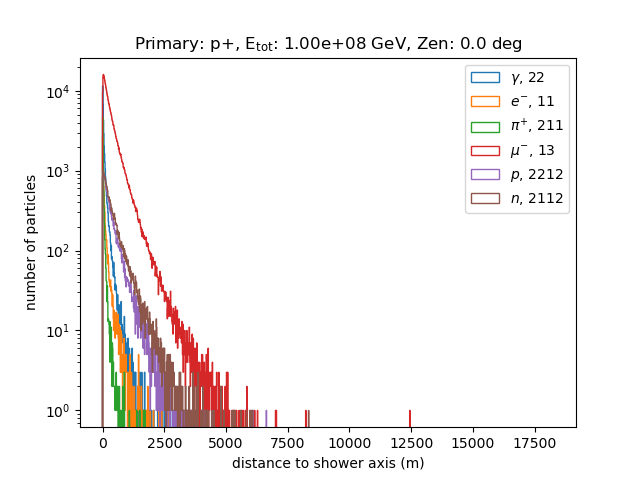 Primary: p+, E_tot: 1.00e+08 GeV, Zen: 0.0 deg
number of particles
10⁴
10³
10²
10¹
10⁰
γ, 22
e⁻, 11
π⁺, 211
μ⁻, 13
p, 2212
n, 2112
0 2500 5000 7500 10000 12500 15000 17500
distance to shower axis (m)